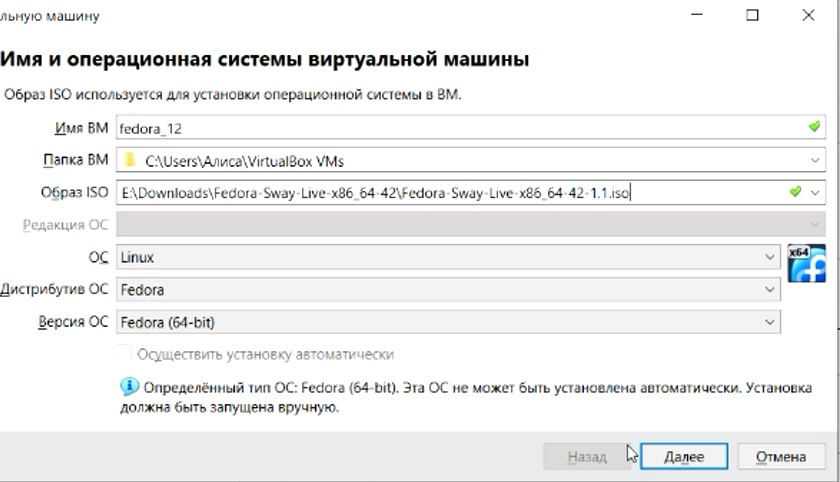 льную машину
Имя и операционная системы виртуальной машины
Образ ISO используется для установки операционной системы в ВМ.
Имя ВМ fedora_12
Папка ВМ C:\Users\Алиса\VirtualBox VMs
Образ ISO E:\Downloads\Fedora-Sway-Live-x86_64-42\Fedora-Sway-Live-x86_64-42-1.1.iso
Редакция ОС
ОС Linux
x64
Дистрибутив ОС Fedora
Версия ОС Fedora (64-bit)
Осуществить установку автоматически
Определённый тип ОС: Fedora (64-bit). Эта ОС не может быть установлена автоматически. Установка
должна быть запущена вручную.
Назад Далее Отмена